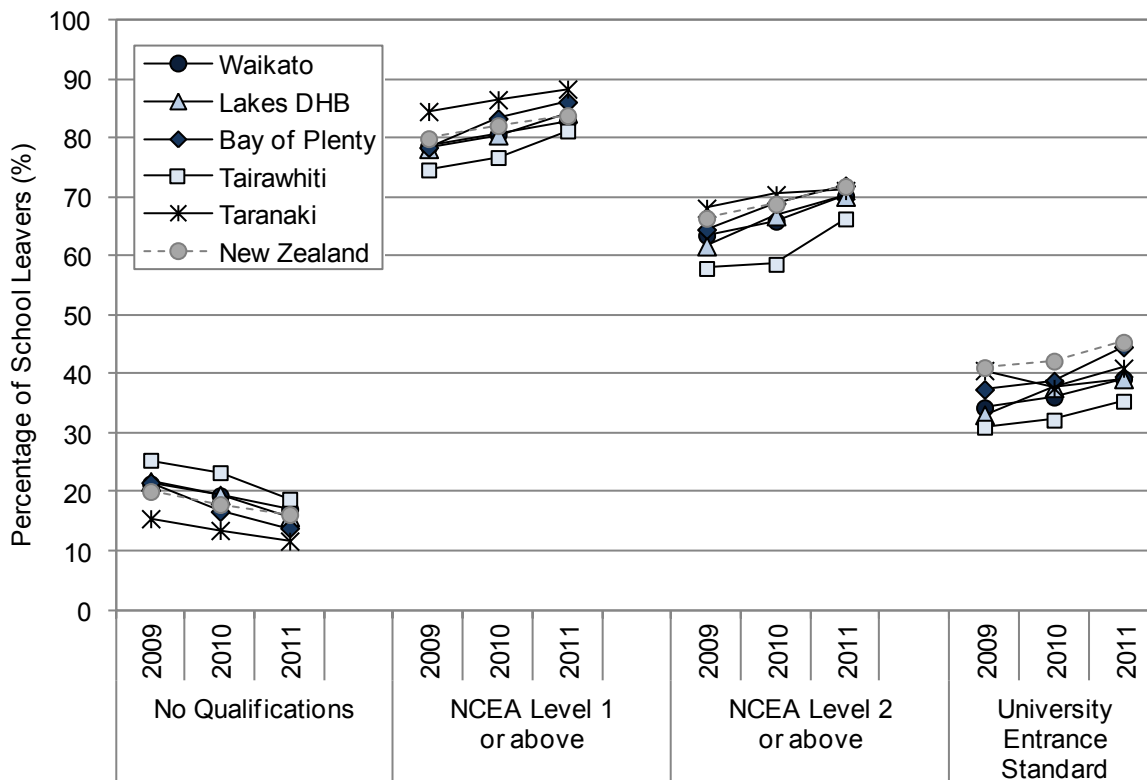 Percentage of School Leavers (%)
100
90
80
70
60
50
40
30
20
10
0
Waikato
Lakes DHB
Bay of Plenty
Tairawhiti
Taranaki
New Zealand
2009
2010
2011
2009
2010
2011
2009
2010
2011
2009
2010
2011
No Qualifications
NCEA Level 1
or above
NCEA Level 2
or above
University
Entrance
Standard